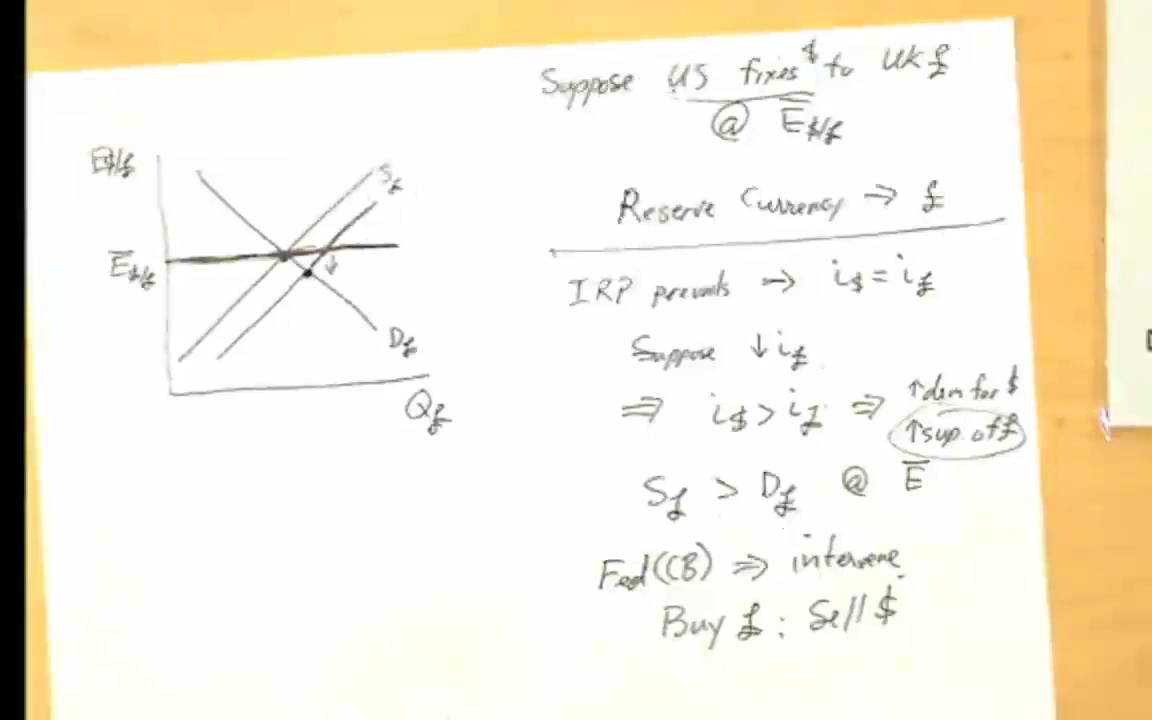 Suppose US fixes $ to UK £
@ E̅$/£
Reserve Currency ⇒ £
E$/£
S£
E̅$/£
↓
D£
Q£
IRP prevails → i$ = i£
Suppose ↓ i£
⇒ i$ > i£ ⇒ ↑dem for $
↑sup of £
S£ > D£ @ E̅
Fed (CB) ⇒ intervene
Buy £ : Sell $